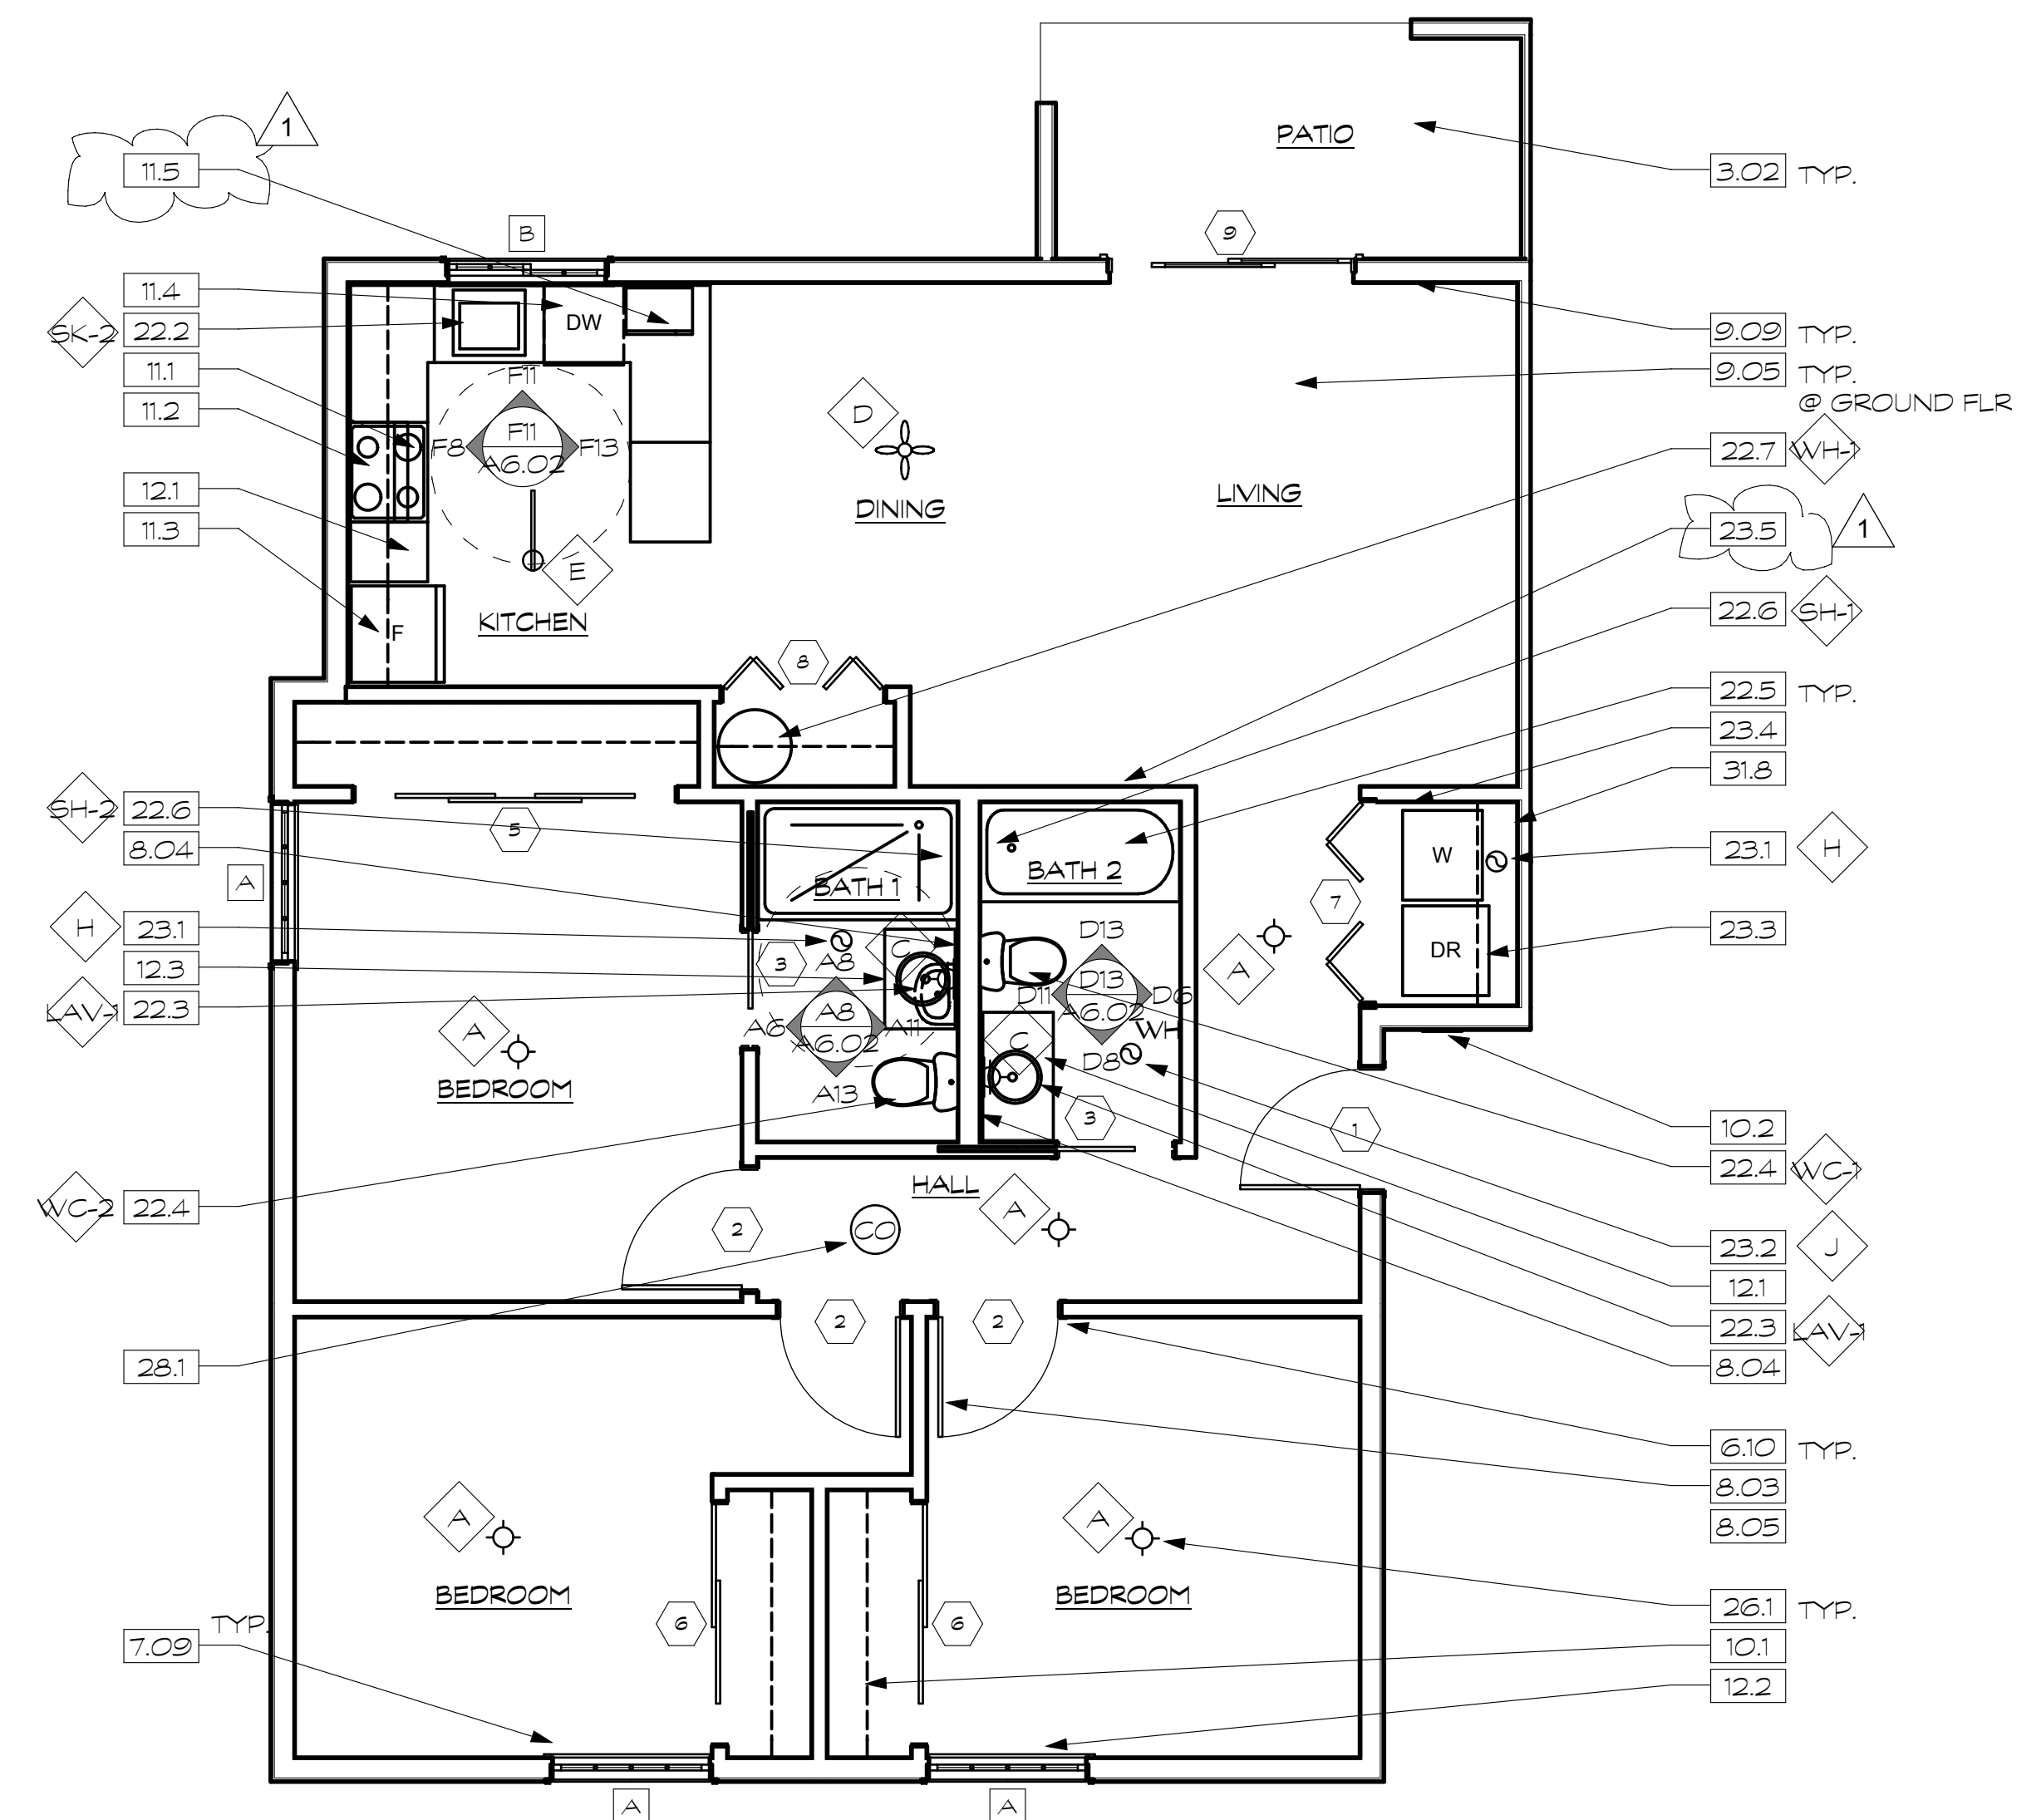 1
11.5
PATIO
3.02 TYP.
B
9
11.4
SK-2 22.2
11.1
11.2
12.1
11.3
DW
F11
F8 F11 F13
A6.02
E
F
KITCHEN
D
DINING
LIVING
9.09 TYP.
9.05 TYP.
@ GROUND FLR
22.7 WH-1
23.5 1
22.6 SH-1
22.5 TYP.
23.4
31.8
23.1 H
23.3
8
5
SH-2 22.6
8.04
A
H 23.1
12.3
LAV-1 22.3
BATH 1
BATH 2
W
DR
7
A
3
C
A8
A6 A8 A11
A6.02
A13
D13
D11 D13 D6
A6.02
WH
D8
C
3
1
A
BEDROOM
10.2
22.4 WC-1
23.2 J
12.1
22.3 LAV-1
8.04
WC-2 22.4
HALL
A
2
CO
2
2
28.1
6.10 TYP.
8.03
8.05
A
BEDROOM
A
BEDROOM
6
6
26.1 TYP.
10.1
12.2
TYP.
7.09
A
A